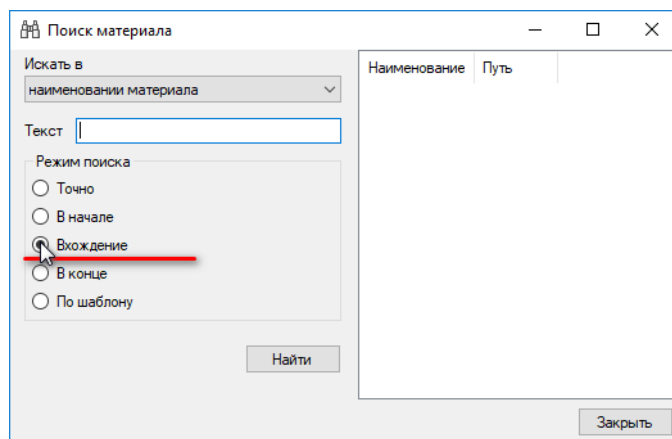 Поиск материала
Искать в
наименовании материала
Текст
Режим поиска
Точно
В начале
Вхождение
В конце
По шаблону
Найти
Наименование Путь
Закрыть